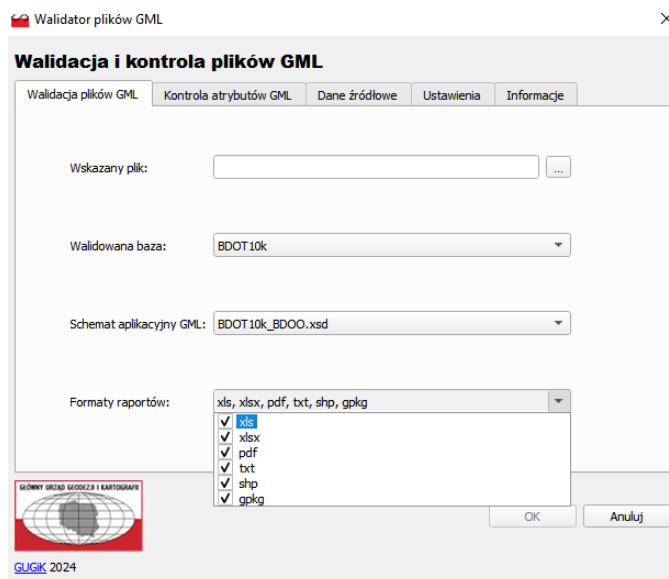 Walidator plików GML
Walidacja i kontrola plików GML
Walidacja plików GML Kontrola atrybutów GML Dane źródłowe Ustawienia Informacje
Wskazany plik: ...
Walidowana baza: BDOT10k
Schemat aplikacyjny GML: BDOT10k_BDOO.xsd
Formaty raportów: xls, xlsx, pdf, txt, shp, gpkg
xls
xlsx
pdf
txt
shp
gpkg
GŁÓWNY URZĄD GEODEZJI I KARTOGRAFII
OK Anuluj
GUGiK 2024